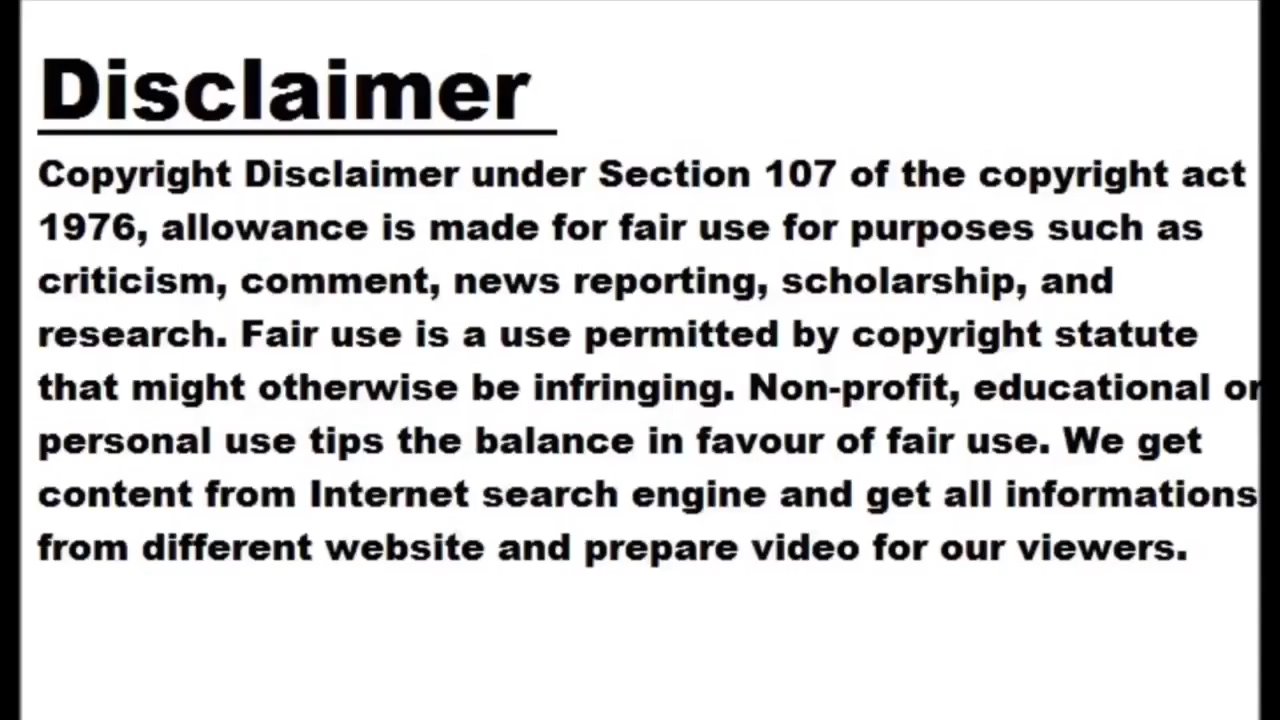 Disclaimer
Copyright Disclaimer under Section 107 of the copyright act
1976, allowance is made for fair use for purposes such as
criticism, comment, news reporting, scholarship, and
research. Fair use is a use permitted by copyright statute
that might otherwise be infringing. Non-profit, educational or
personal use tips the balance in favour of fair use. We get
content from Internet search engine and get all informations
from different website and prepare video for our viewers.